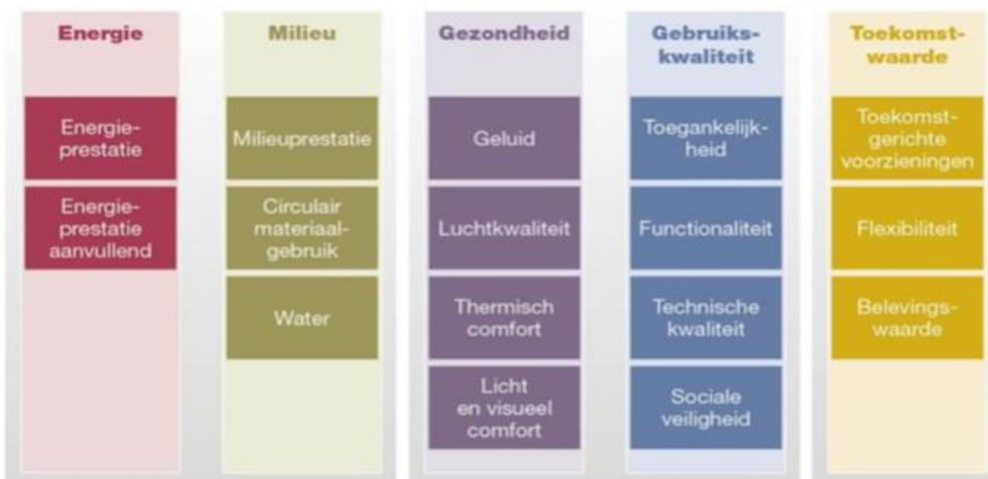 Energie
Energie-
prestatie
Energie-
prestatie
aanvullend
Milieu
Milieuprestatie
Circulair
materiaal-
gebruik
Water
Gezondheid
Geluid
Luchtkwaliteit
Thermisch
comfort
Licht
en visueel
comfort
Gebruiks-
kwaliteit
Toegankelijk-
heid
Functionaliteit
Technische
kwaliteit
Sociale
veiligheid
Toekomst-
waarde
Toekomst-
gerichte
voorzieningen
Flexibiliteit
Belevings-
waarde